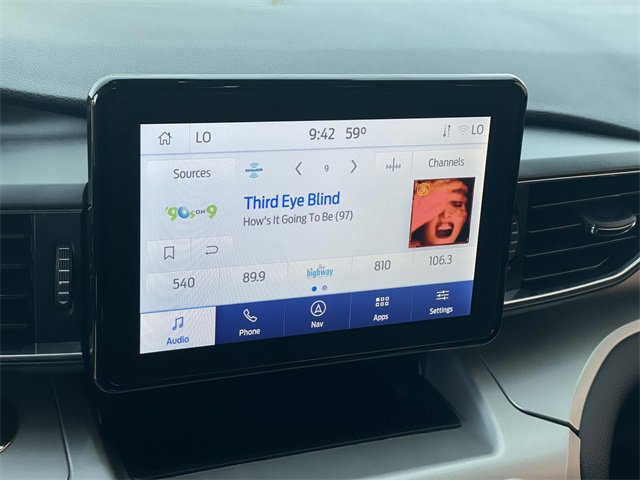 LO 9:42 59° LO
Sources SIRIUSXM 9 Channels
'90s ON 9
Third Eye Blind
How's It Going To Be (97)
540 89.9 the highway 810 106.3
Audio Phone Nav Apps Settings